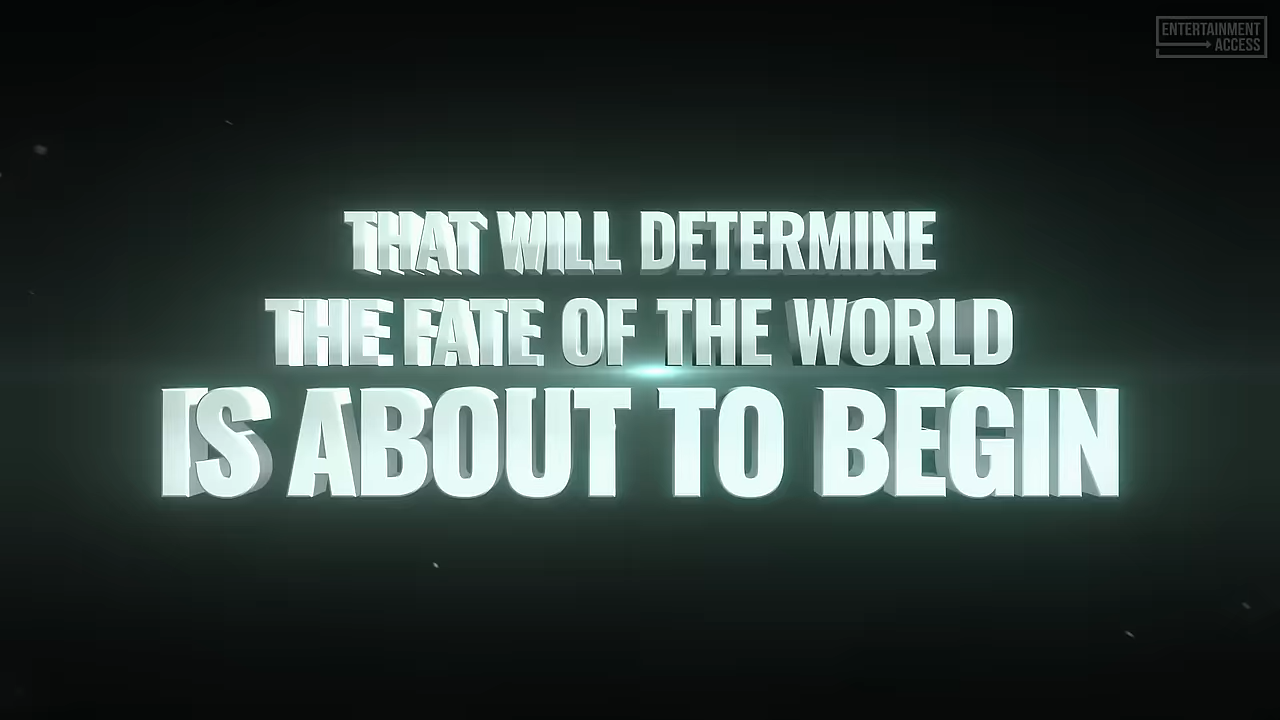 ENTERTAINMENT
ACCESS
THAT WILL DETERMINE
THE FATE OF THE WORLD
IS ABOUT TO BEGIN